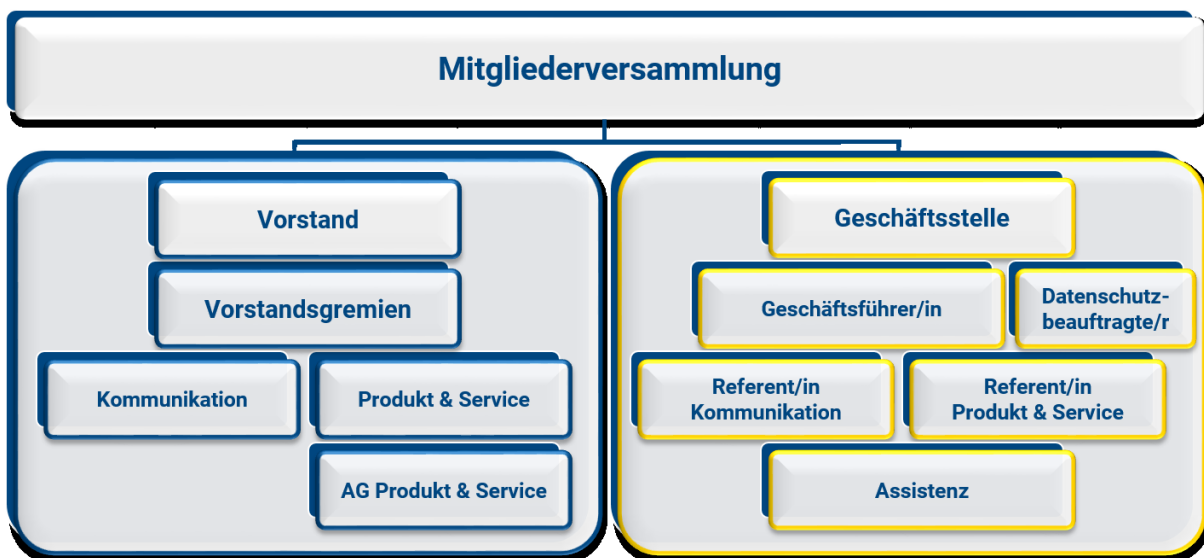 Mitgliederversammlung
Vorstand
Vorstandsgremien
Kommunikation
Produkt & Service
AG Produkt & Service
Geschäftsstelle
Geschäftsführer/in
Datenschutz-
beauftragte/r
Referent/in
Kommunikation
Referent/in
Produkt & Service
Assistenz